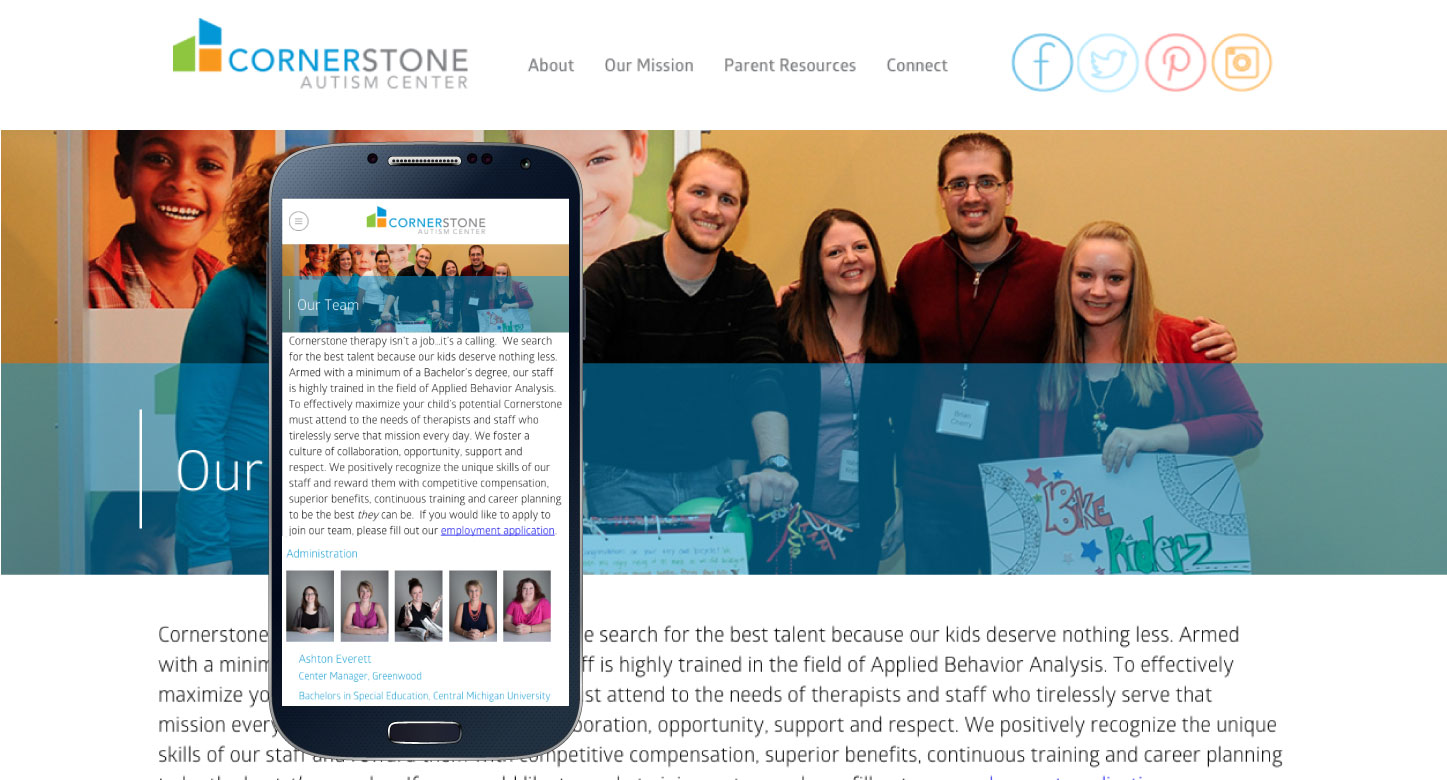 CORNERSTONE
AUTISM CENTER
About Our Mission Parent Resources Connect
CORNERSTONE
AUTISM CENTER
Our Team
Cornerstone therapy isn't a job...it's a calling. We search
for the best talent because our kids deserve nothing less.
Armed with a minimum of a Bachelor's degree, our staff
is highly trained in the field of Applied Behavior Analysis.
To effectively maximize your child's potential Cornerstone
must attend to the needs of therapists and staff who
tirelessly serve that mission every day. We foster a
culture of collaboration, opportunity, support and
respect. We positively recognize the unique skills of our
staff and reward them with competitive compensation,
superior benefits, continuous training and career planning
to be the best they can be. If you would like to apply to
join our team, please fill out our employment application.
Administration
Ashton Everett
Center Manager, Greenwood
Bachelors in Special Education, Central Michigan University
Our
Brian
Cherry
BIKE
Riderz
Congratulations on your very own bicycle! We
Cornerstone e search for the best talent because our kids deserve nothing less. Armed
with a minim ff is highly trained in the field of Applied Behavior Analysis. To effectively
maximize yo st attend to the needs of therapists and staff who tirelessly serve that
mission every boration, opportunity, support and respect. We positively recognize the unique
skills of our staff and reward them with competitive compensation, superior benefits, continuous training and career planning